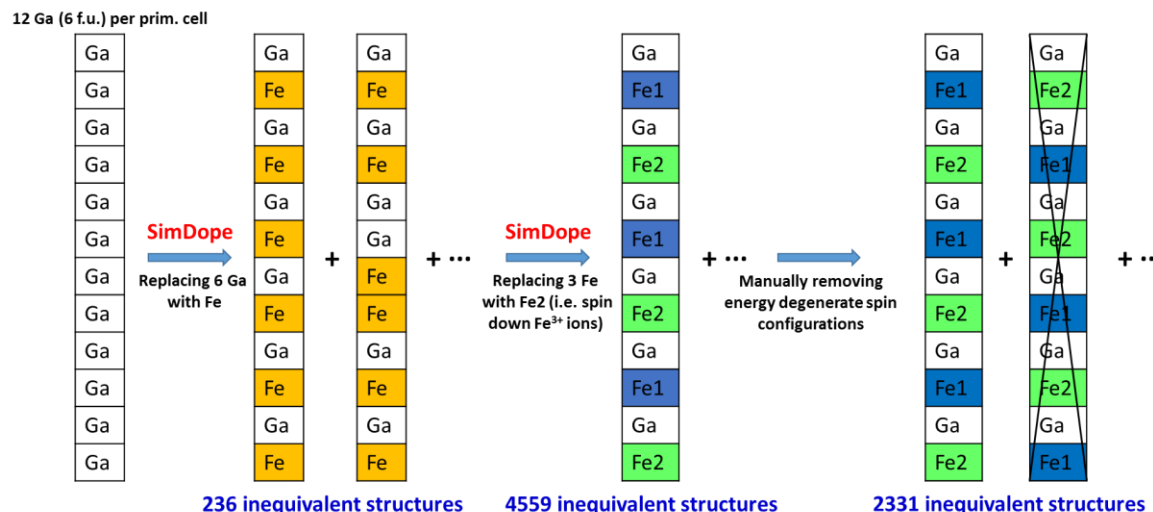 12 Ga (6 f.u.) per prim. cell
Ga
Ga
Ga
Ga
Ga
Ga
Ga
Ga
Ga
Ga
Ga
Ga
SimDope
Replacing 6 Ga
with Fe
Ga
Fe
Ga
Fe
Ga
Fe
Ga
Fe
Ga
Fe
Ga
Fe
+
Ga
Fe
Ga
Fe
Ga
Ga
Fe
Fe
Ga
Fe
Ga
Fe
+ ...
236 inequivalent structures
SimDope
Replacing 3 Fe
with Fe2 (i.e. spin
down Fe³⁺ ions)
Ga
Fe1
Ga
Fe2
Ga
Fe1
Ga
Fe2
Ga
Fe1
Ga
Fe2
+ ...
4559 inequivalent structures
Manually removing
energy degenerate spin
configurations
Ga
Fe1
Ga
Fe2
Ga
Fe1
Ga
Fe2
Ga
Fe1
Ga
Fe2
+
Ga
Fe2
Ga
Fe1
Ga
Fe2
Ga
Fe1
Ga
Fe2
Ga
Fe1
+ ...
2331 inequivalent structures